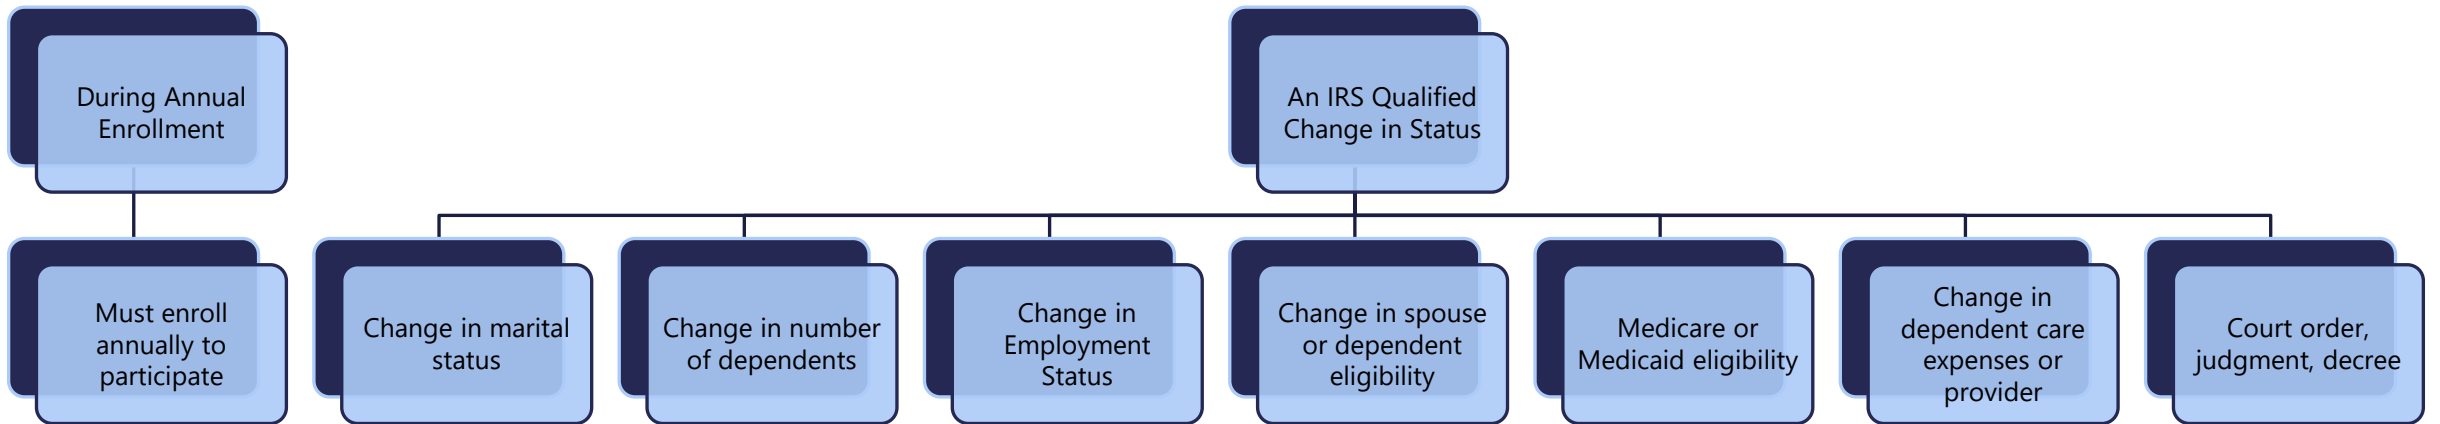 During Annual
Enrollment
An IRS Qualified
Change in Status
Must enroll
annually to
participate
Change in marital
status
Change in number
of dependents
Change in
Employment
Status
Change in spouse
or dependent
eligibility
Medicare or
Medicaid eligibility
Change in
dependent care
expenses or
provider
Court order,
judgment, decree